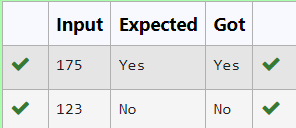 Input Expected Got
175 Yes Yes
123 No No